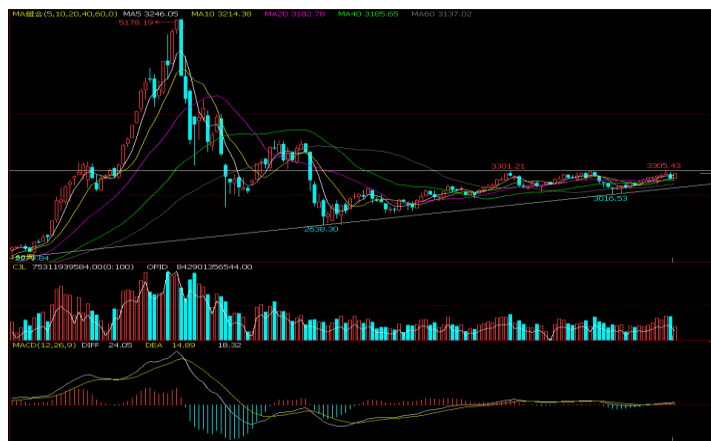 MA组合(5,10,20,40,60,0) MA5 3246.05 MA10 3214.38 MA20 3182.78 MA40 3185.65 MA60 3137.02
5178.19
3301.21
3305.43
3016.53
2638.30
CJL 75311939584.00(0:100) OPID 842901356544.00
MACD(12,26,9) DIFF 24.05 DEA 14.89 18.32